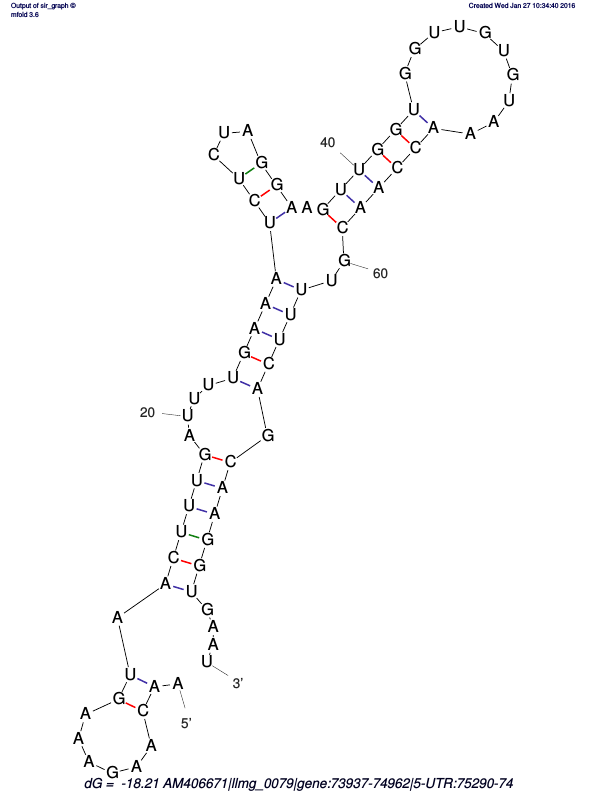 Output of sir_graph ©
mfold 3.6
Created Wed Jan 27 10:34:40 2016
5'
A A C A A G A A A G U A A C U U U G A U U U U G A A A U C U C U A G G A A G U U G G U G G U U G U G U A A A C C A A C G U U U U C A G C A A G G U G A A U
3'
20
40
60
dG = -18.21 AM406671|llmg_0079|gene:73937-74962|5-UTR:75290-74